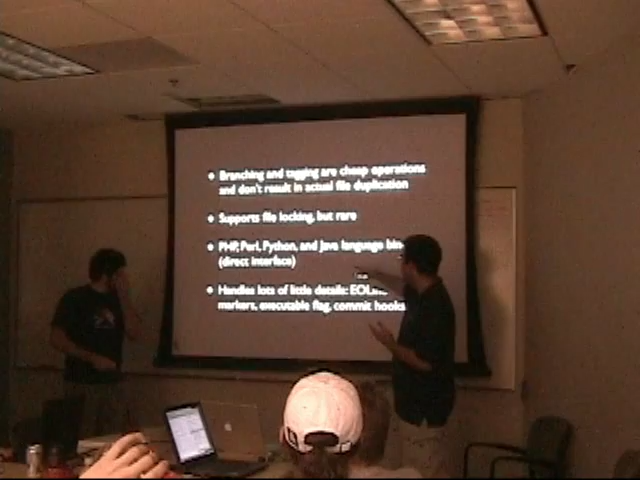 • Branching and tagging are cheap operations
and don't result in actual file duplication
• Supports file locking, but rare
• PHP, Perl, Python, and Java language
(direct interface)
• Handles lots of little details:
markers, executable flag, commit hooks